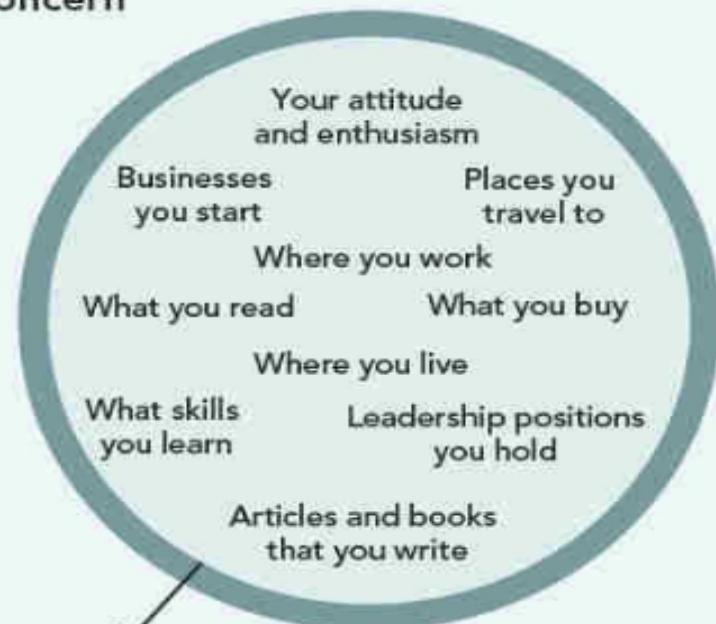 Your attitude
and enthusiasm
Businesses
you start
Places you
travel to
Where you work
What you read
What you buy
Where you live
What skills
you learn
Leadership positions
you hold
Articles and books
that you write